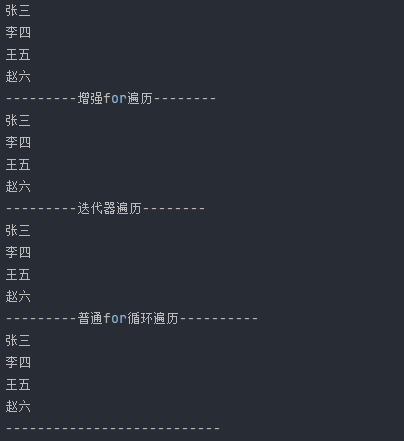 张三
李四
王五
赵六
---------增强for遍历--------
张三
李四
王五
赵六
---------迭代器遍历--------
张三
李四
王五
赵六
---------普通for循环遍历----------
张三
李四
王五
赵六
---------------------------